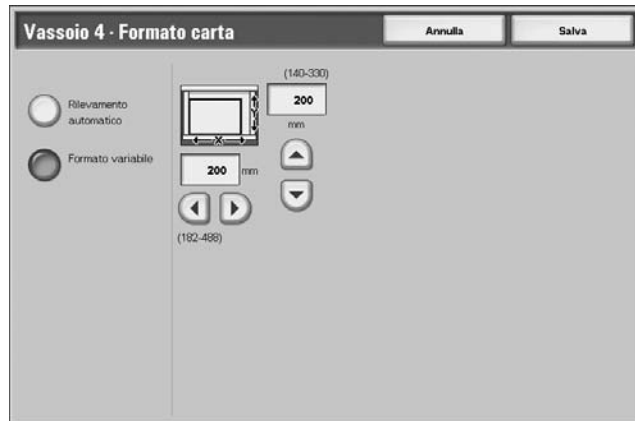 Vassoio 4 · Formato carta
Annulla
Salva
Rilevamento
automatico
Formato variabile
(140-330)
200
mm
Y
X
200 mm
(182-488)